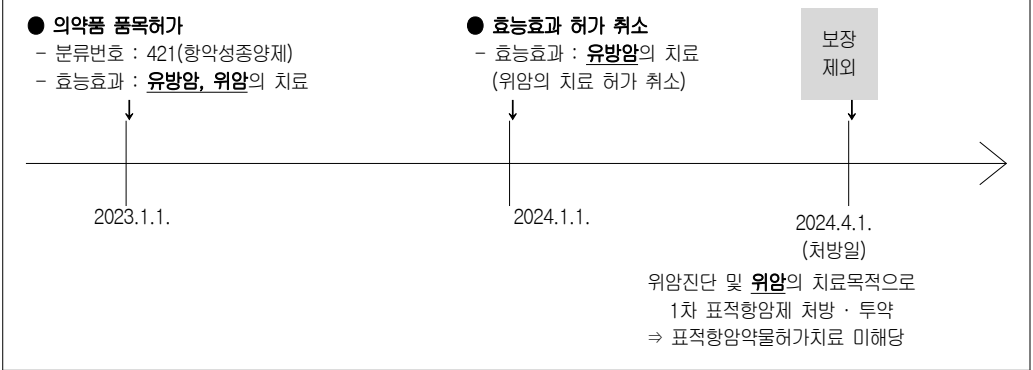 ● 의약품 품목허가
- 분류번호 : 421(항악성종양제)
- 효능효과 : 유방암, 위암의 치료
● 효능효과 허가 취소
- 효능효과 : 유방암의 치료
(위암의 치료 허가 취소)
보장
제외
↓
↓
↓
2023.1.1.
2024.1.1.
2024.4.1.
(처방일)
위암진단 및 위암의 치료목적으로
1차 표적항암제 처방 · 투약
⇒ 표적항암약물허가치료 미해당